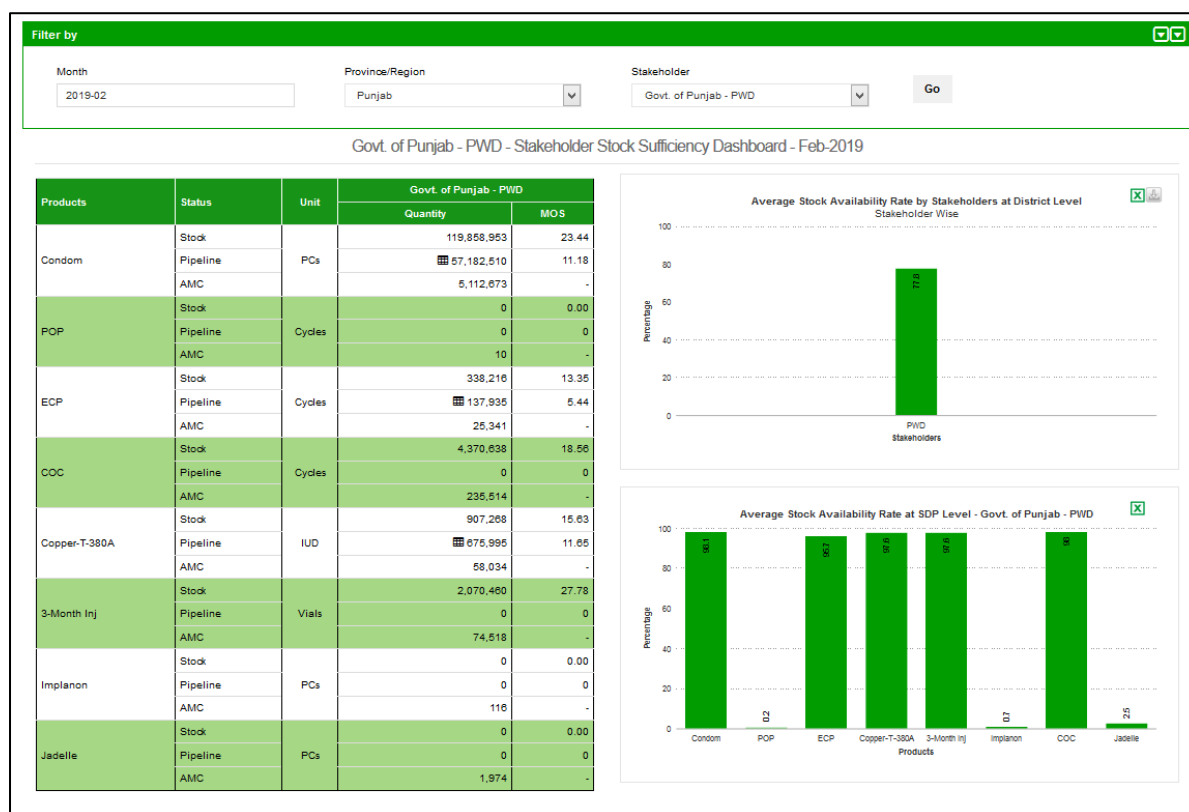 Filter by
Month
Province/Region
Stakeholder
2019-02
Punjab
Govt. of Punjab - PWD
Go
Govt. of Punjab - PWD - Stakeholder Stock Sufficiency Dashboard - Feb-2019
Products Status Unit Govt. of Punjab - PWD
Quantity MOS
Stock 119,858,953 23.44
Condom Pipeline PCs 57,182,510 11.18
AMC 5,112,673 -
Stock 0 0.00
POP Pipeline Cycles 0 0
AMC 10 -
Stock 338,216 13.35
ECP Pipeline Cycles 137,935 5.44
AMC 25,341 -
Stock 4,370,638 18.56
COC Pipeline Cycles 0 0
AMC 235,514 -
Stock 907,268 15.63
Copper-T-380A Pipeline IUD 675,995 11.65
AMC 58,034 -
Stock 2,070,460 27.78
3-Month Inj Pipeline Vials 0 0
AMC 74,518 -
Stock 0 0.00
Implanon Pipeline PCs 0 0
AMC 116 -
Stock 0 0.00
Jadelle Pipeline PCs 0 0
AMC 1,974 -
Average Stock Availability Rate by Stakeholders at District Level
Stakeholder Wise
100
80
60
40
20
0
Percentage
77.8
PWD
Stakeholders
Average Stock Availability Rate at SDP Level - Govt. of Punjab - PWD
100
80
60
40
20
0
Percentage
98.1 0.2 95.7 97.6 97.6 0.7 98 2.5
Condom POP ECP Copper-T-380A 3-Month Inj Implanon COC Jadelle
Products